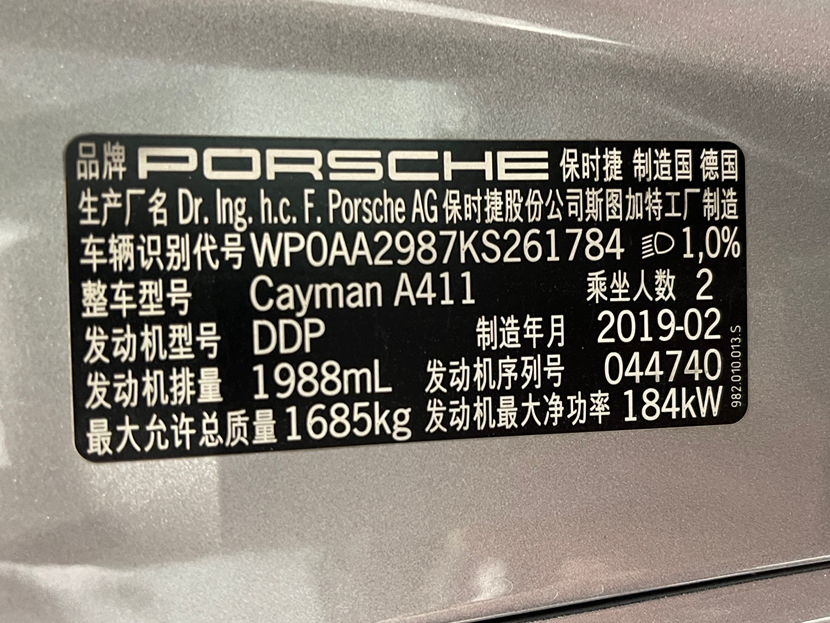 品牌 PORSCHE 保时捷 制造国 德国
生产厂名 Dr. Ing. h.c. F. Porsche AG 保时捷股份公司斯图加特工厂制造
车辆识别代号 WP0AA2987KS261784 1,0%
整车型号 Cayman A411 乘坐人数 2
发动机型号 DDP 制造年月 2019-02
发动机排量 1988mL 发动机序列号 044740
最大允许总质量 1685kg 发动机最大净功率 184kW
982.010.013.S